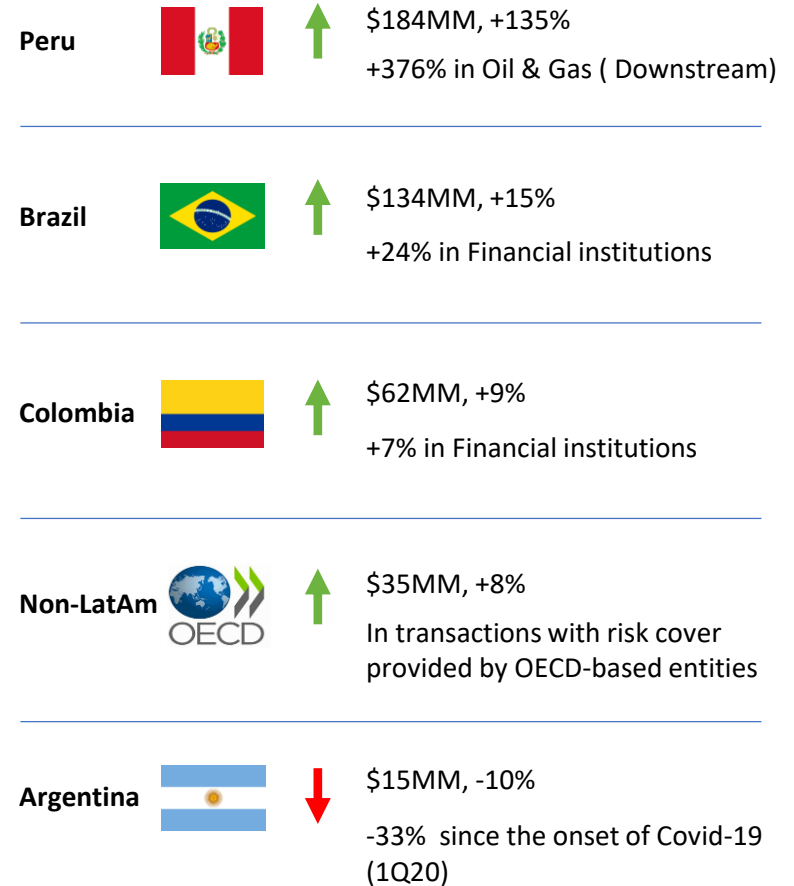 Peru
$184MM, +135%
+376% in Oil & Gas ( Downstream)
Brazil
$134MM, +15%
+24% in Financial institutions
Colombia
$62MM, +9%
+7% in Financial institutions
Non-LatAm
OECD
$35MM, +8%
In transactions with risk cover
provided by OECD-based entities
Argentina
$15MM, -10%
-33%  since the onset of Covid-19
(1Q20)